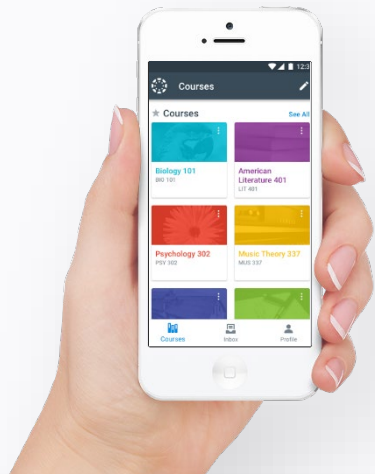 12:3
Courses
★ Courses
See All
Biology 101
BIO 101
American
Literature 401
LIT 401
Psychology 302
PSY 302
Music Theory 337
MUS 337
Courses
Inbox
Profile